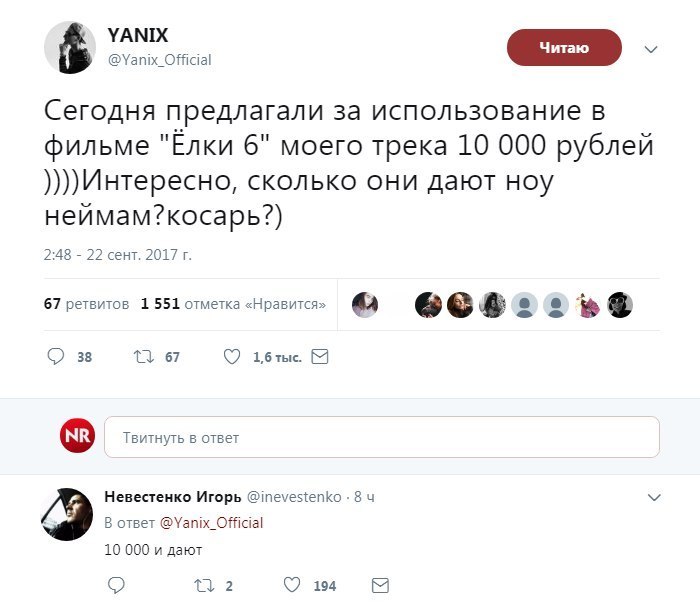 YANIX
@Yanix_Official
Читаю
Сегодня предлагали за использование в
фильме "Ёлки 6" моего трека 10 000 рублей
))))Интересно, сколько они дают ноу
неймам?косарь?)
2:48 - 22 сент. 2017 г.
67 ретвитов 1 551 отметка «Нравится»
38 67 1,6 тыс.
NR Твитнуть в ответ
Невестенко Игорь @inevestenko · 8 ч
В ответ @Yanix_Official
10 000 и дают
2 194